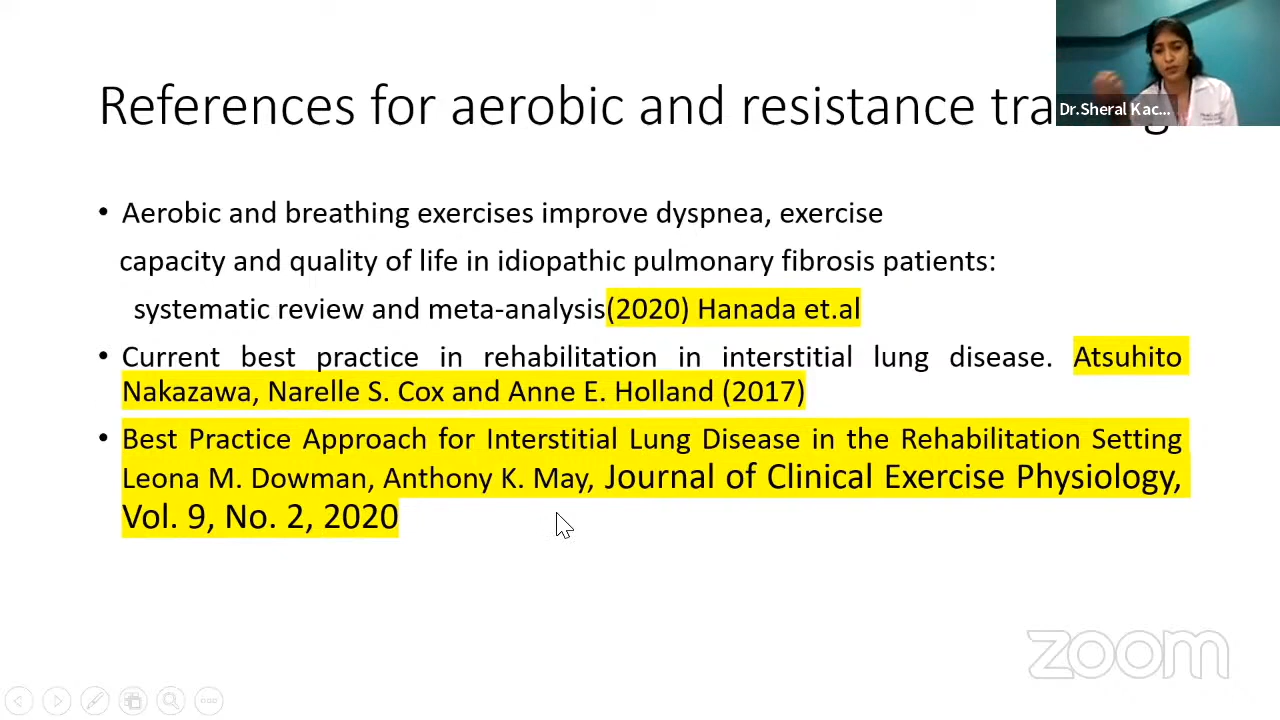 References for aerobic and resistance
Dr.Sheral Kac...
• Aerobic and breathing exercises improve dyspnea, exercise
capacity and quality of life in idiopathic pulmonary fibrosis patients:
systematic review and meta-analysis(2020) Hanada et.al
• Current best practice in rehabilitation in interstitial lung disease. Atsuhito
Nakazawa, Narelle S. Cox and Anne E. Holland (2017)
• Best Practice Approach for Interstitial Lung Disease in the Rehabilitation Setting
Leona M. Dowman, Anthony K. May, Journal of Clinical Exercise Physiology,
Vol. 9, No. 2, 2020
zoom